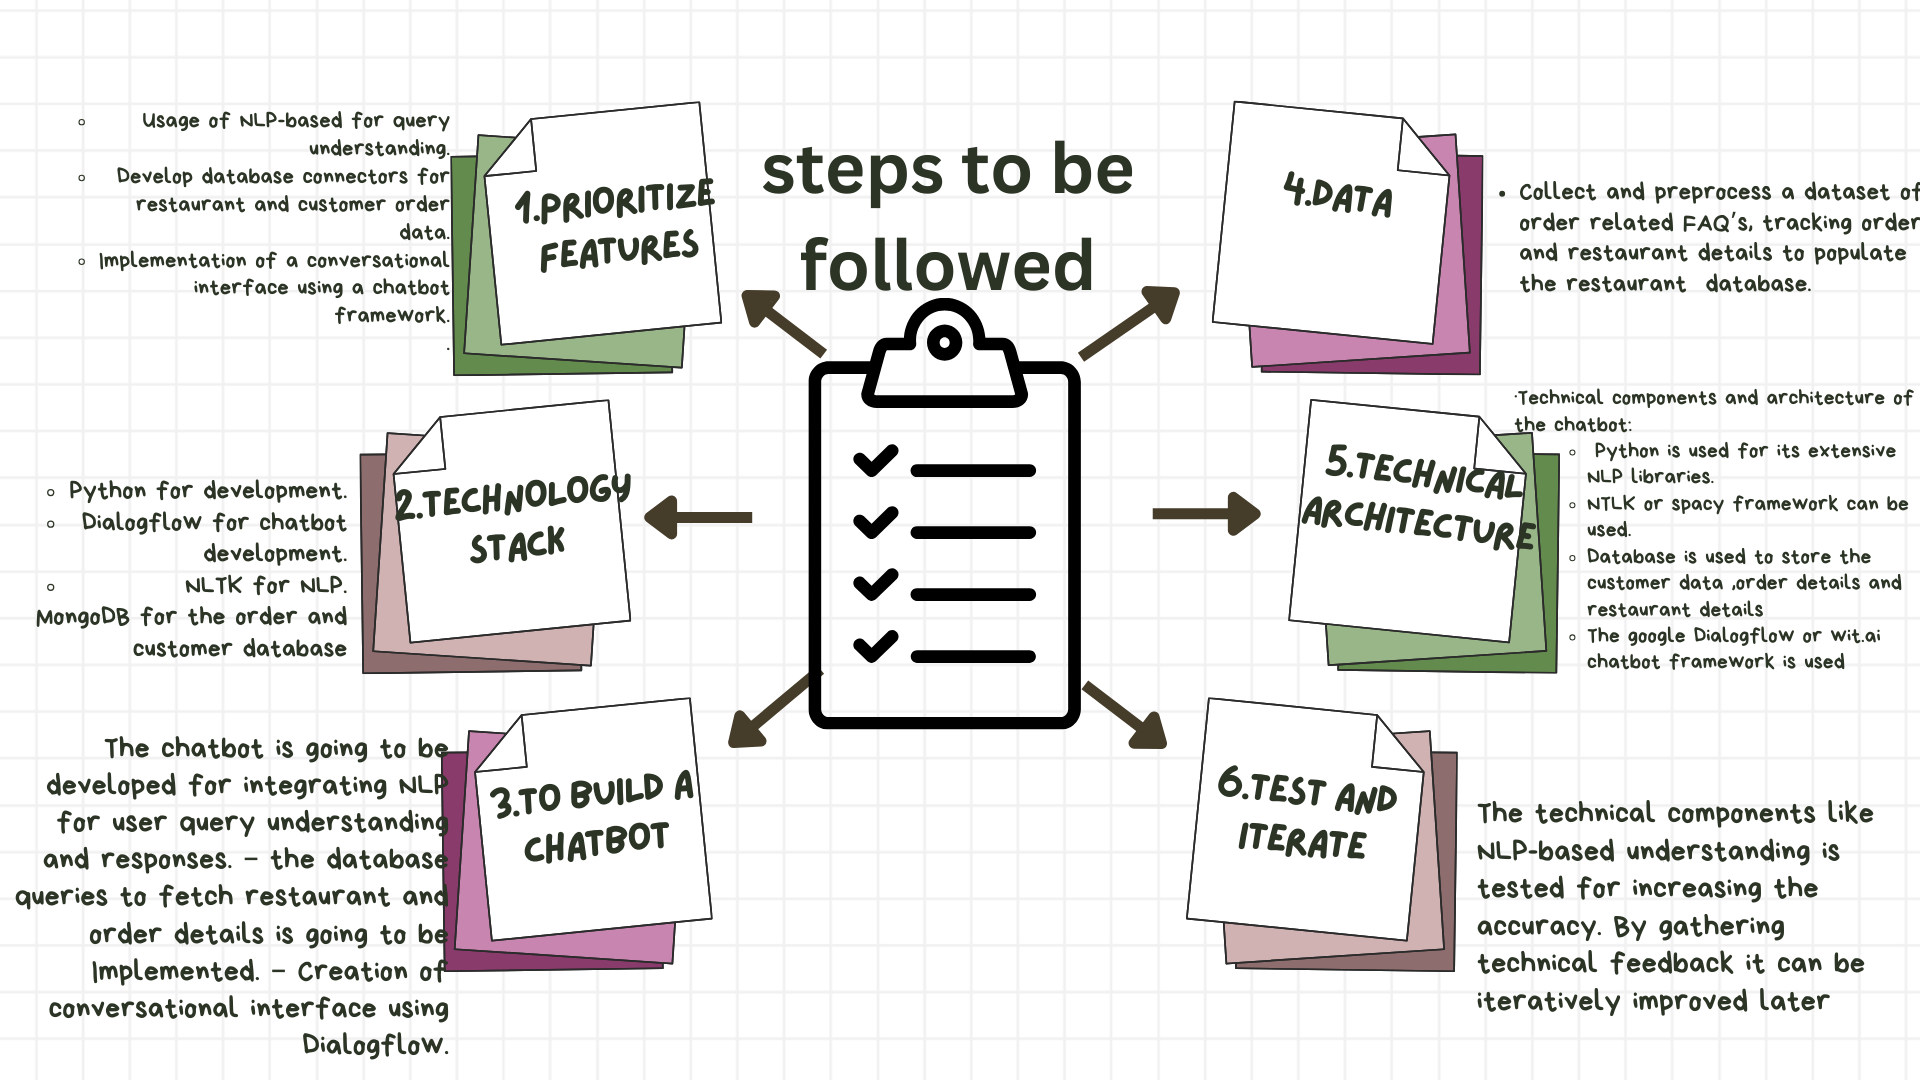 steps to be
followed
1.PRIORITIZE
FEATURES
Usage of NLP-based for query
understanding.
Develop database connectors for
restaurant and customer order
data.
Implementation of a conversational
interface using a chatbot
framework.
.
2.TECHNOLOGY
STACK
Python for development.
Dialogflow for chatbot
development.
NLTK for NLP.
MongoDB for the order and
customer database
3.TO BUILD A
CHATBOT
The chatbot is going to be
developed for integrating NLP
for user query understanding
and responses. - the database
queries to fetch restaurant and
order details is going to be
Implemented. - Creation of
conversational interface using
Dialogflow.
4.DATA
• Collect and preprocess a dataset of
order related FAQ's, tracking order
and restaurant details to populate
the restaurant database.
5.TECHNICAL
ARCHITECTURE
·Technical components and architecture of
the chatbot:
Python is used for its extensive
NLP libraries.
NTLK or spacy framework can be
used.
Database is used to store the
customer data ,order details and
restaurant details
The google Dialogflow or wit.ai
chatbot framework is used
6.TEST AND
ITERATE
The technical components like
NLP-based understanding is
tested for increasing the
accuracy. By gathering
technical feedback it can be
iteratively improved later